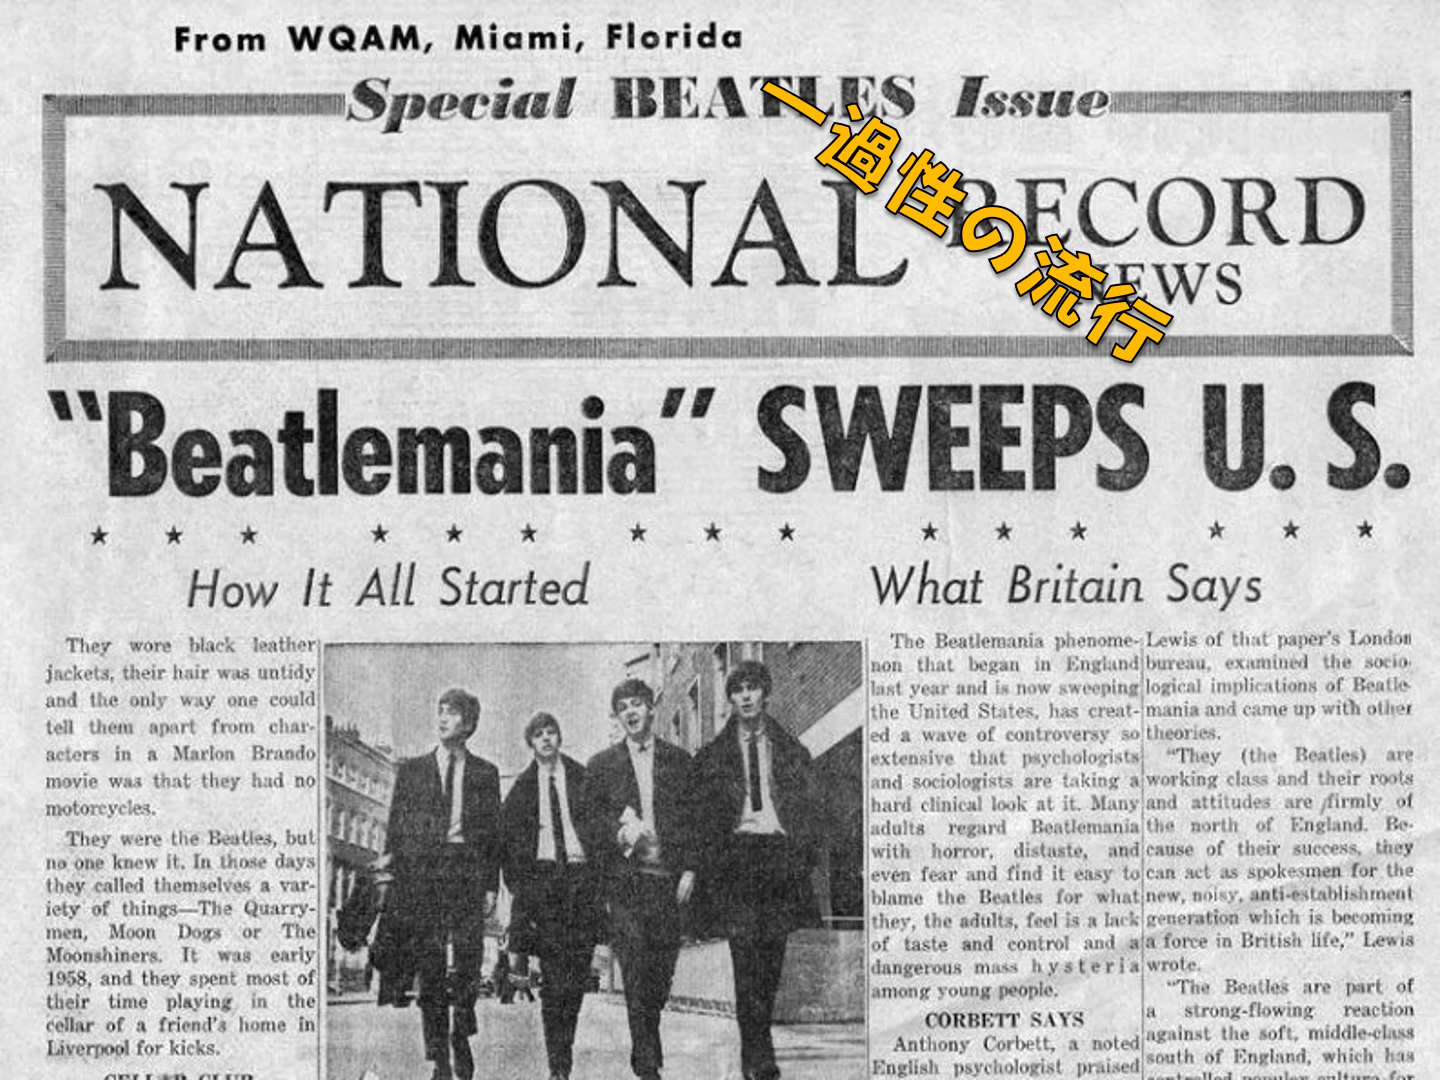 From WQAM, Miami, Florida
Special BEATLES Issue
NATIONAL RECORD
NEWS
一過性の流行
"Beatlemania" SWEEPS U. S.
★ ★ ★ ★ ★ ★ ★ ★ ★ ★ ★ ★ ★ ★ ★
How It All Started
They wore black leather
jackets, their hair was untidy
and the only way one could
tell them apart from char-
acters in a Marlon Brando
movie was that they had no
motorcycles.
They were the Beatles, but
no one knew it. In those days
they called themselves a var-
iety of things—The Quarry-
men, Moon Dogs or The
Moonshiners. It was early
1958, and they spent most of
their time playing in the
cellar of a friend's home in
Liverpool for kicks.
What Britain Says
The Beatlemania phenome-
non that began in England
last year and is now sweeping
the United States, has creat-
ed a wave of controversy so
extensive that psychologists
and sociologists are taking a
hard clinical look at it. Many
adults regard Beatlemania
with horror, distaste, and
even fear and find it easy to
blame the Beatles for what
they, the adults, feel is a lack
of taste and control and a
dangerous mass hysteria
among young people.
CORBETT SAYS
Anthony Corbett, a noted
English psychologist praised
Lewis of that paper's London
bureau, examined the socio-
logical implications of Beatle-
mania and came up with other
theories.
"They (the Beatles) are
working class and their roots
and attitudes are firmly of
the north of England. Be-
cause of their success, they
can act as spokesmen for the
new, noisy, anti-establishment
generation which is becoming
a force in British life," Lewis
wrote.
"The Beatles are part of
a strong-flowing reaction
against the soft, middle-class
south of England, which has